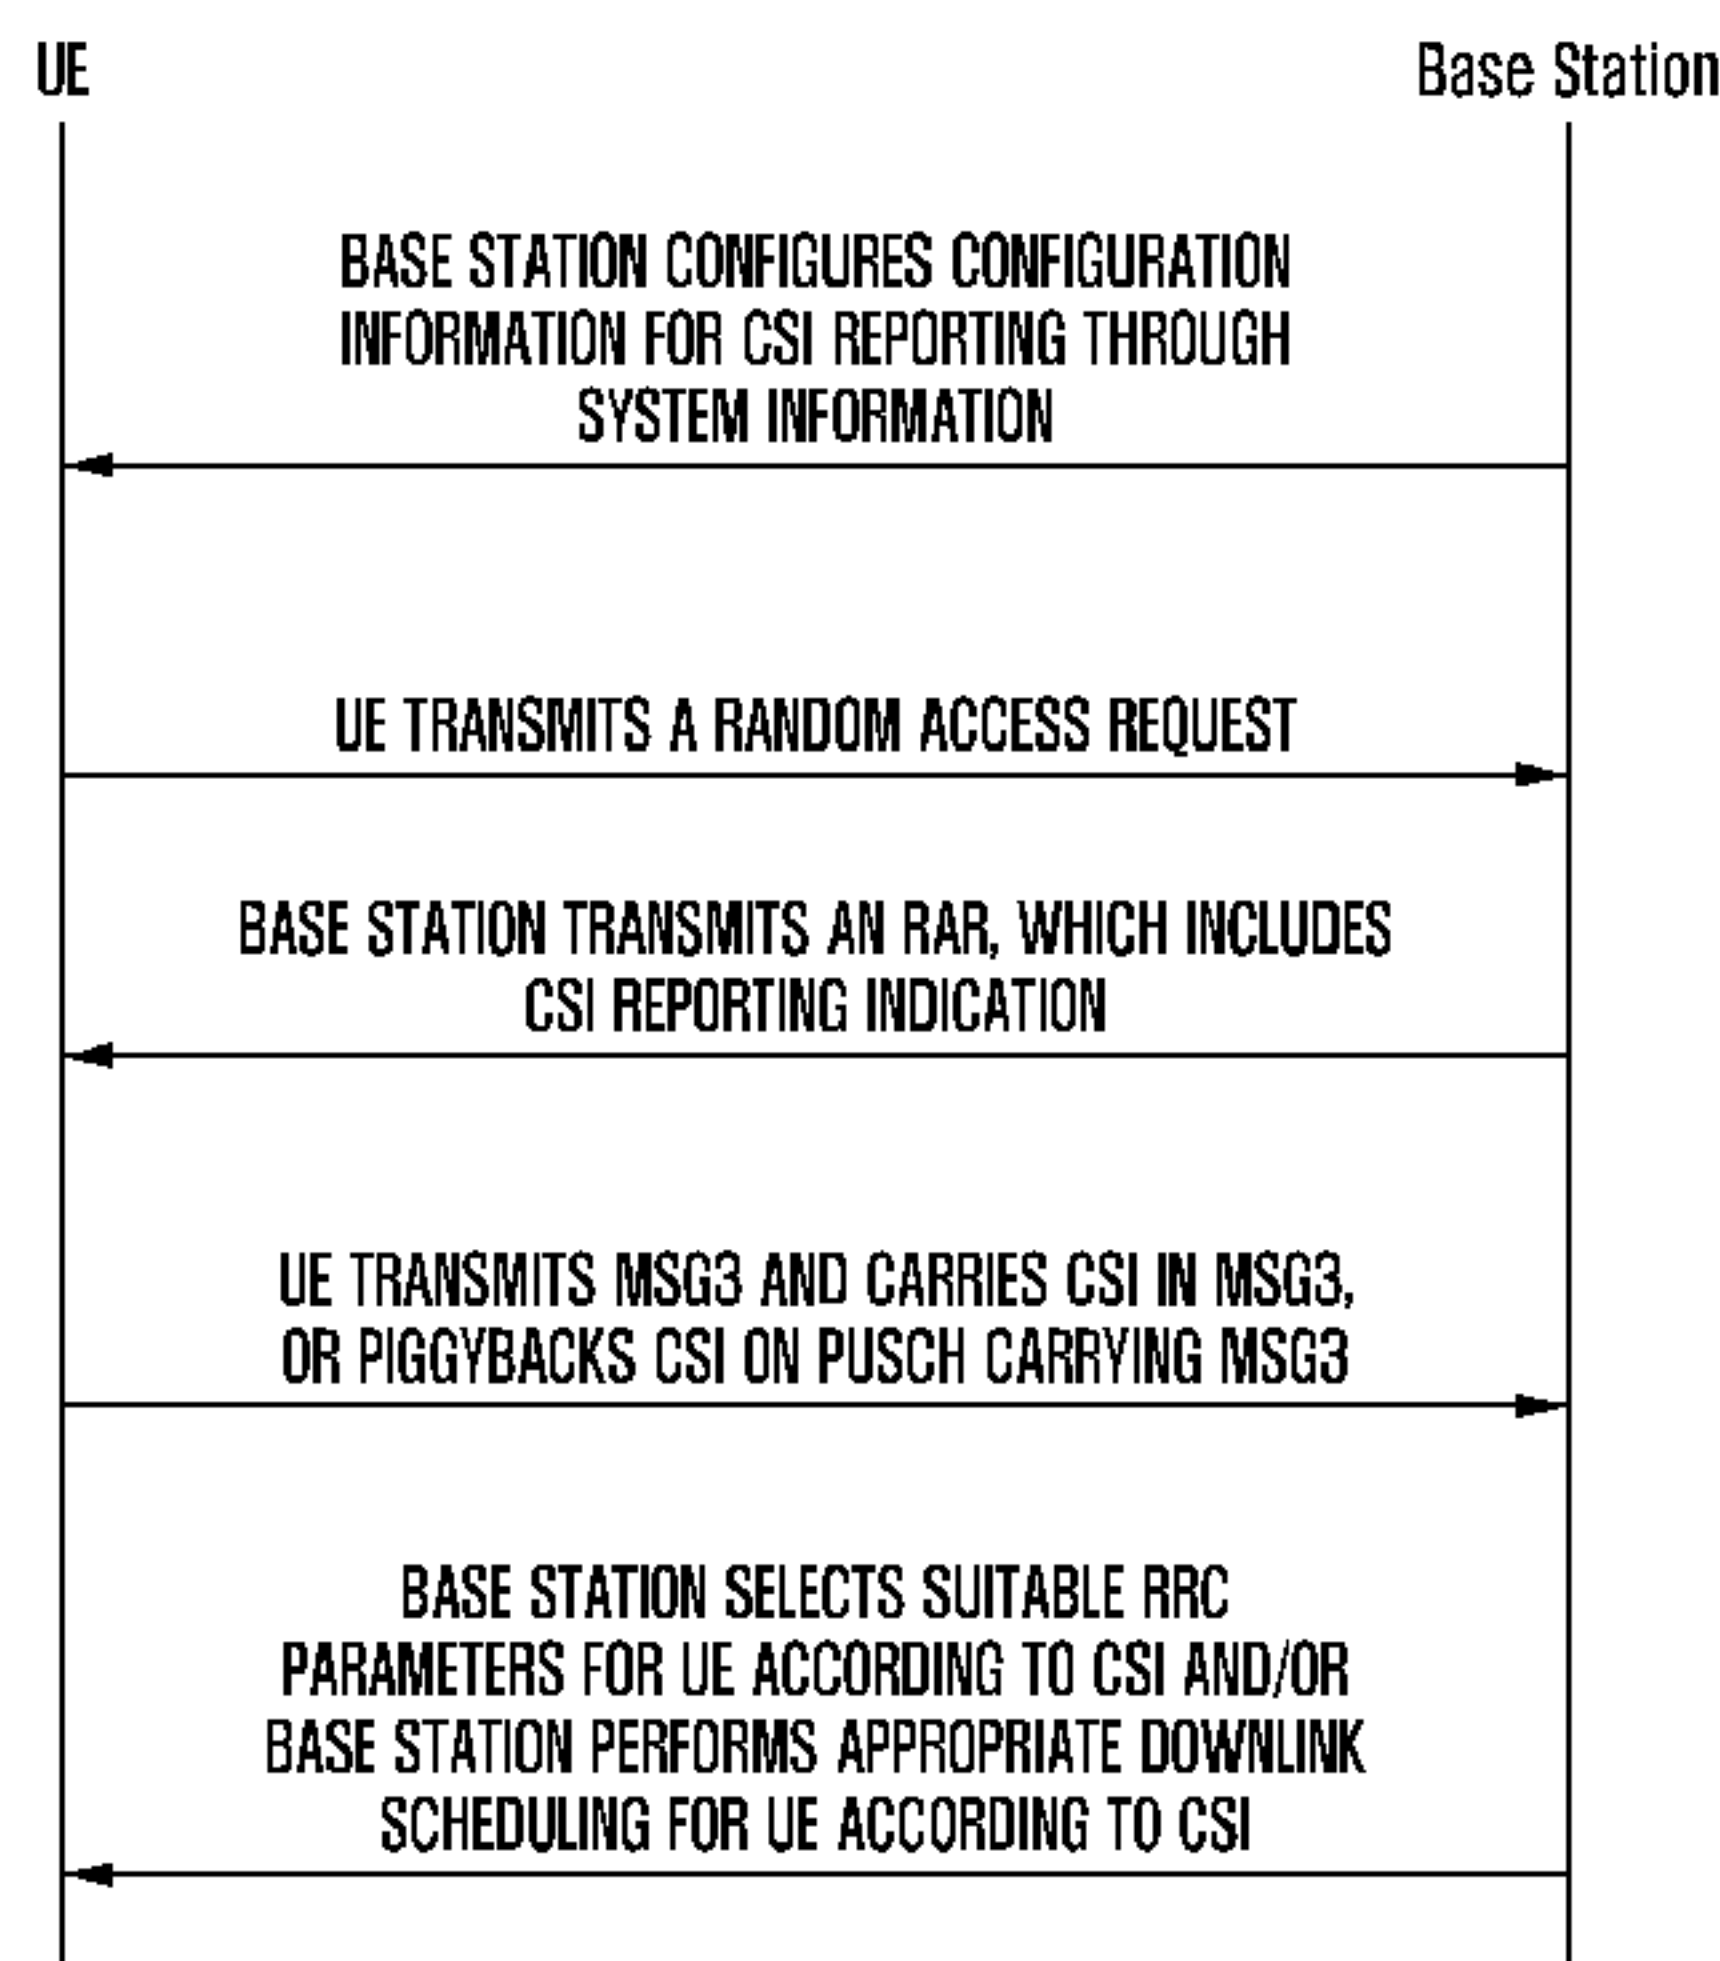 UE
Base Station
BASE STATION CONFIGURES CONFIGURATION
INFORMATION FOR CSI REPORTING THROUGH
SYSTEM INFORMATION
UE TRANSMITS A RANDOM ACCESS REQUEST
BASE STATION TRANSMITS AN RAR, WHICH INCLUDES
CSI REPORTING INDICATION
UE TRANSMITS MSG3 AND CARRIES CSI IN MSG3,
OR PIGGYBACKS CSI ON PUSCH CARRYING MSG3
BASE STATION SELECTS SUITABLE RRC
PARAMETERS FOR UE ACCORDING TO CSI AND/OR
BASE STATION PERFORMS APPROPRIATE DOWNLINK
SCHEDULING FOR UE ACCORDING TO CSI